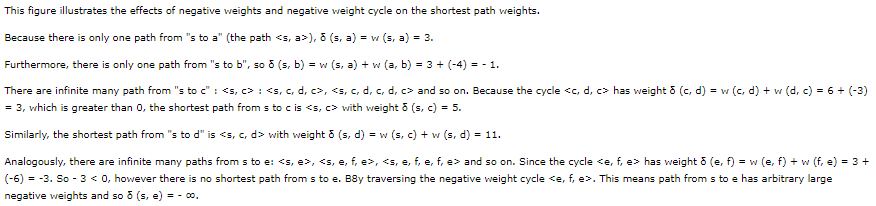 This figure illustrates the effects of negative weights and negative weight cycle on the shortest path weights.
Because there is only one path from "s to a" (the path <s, a>), δ (s, a) = w (s, a) = 3.
Furthermore, there is only one path from "s to b", so δ (s, b) = w (s, a) + w (a, b) = 3 + (-4) = - 1.
There are infinite many path from "s to c" : <s, c> : <s, c, d, c>, <s, c, d, c, d, c> and so on. Because the cycle <c, d, c> has weight δ (c, d) = w (c, d) + w (d, c) = 6 + (-3)
= 3, which is greater than 0, the shortest path from s to c is <s, c> with weight δ (s, c) = 5.
Similarly, the shortest path from "s to d" is <s, c, d> with weight δ (s, d) = w (s, c) + w (s, d) = 11.
Analogously, there are infinite many paths from s to e: <s, e>, <s, e, f, e>, <s, e, f, e, f, e> and so on. Since the cycle <e, f, e> has weight δ (e, f) = w (e, f) + w (f, e) = 3 +
(-6) = -3. So - 3 < 0, however there is no shortest path from s to e. B8y traversing the negative weight cycle <e, f, e>. This means path from s to e has arbitrary large
negative weights and so δ (s, e) = - ∞.